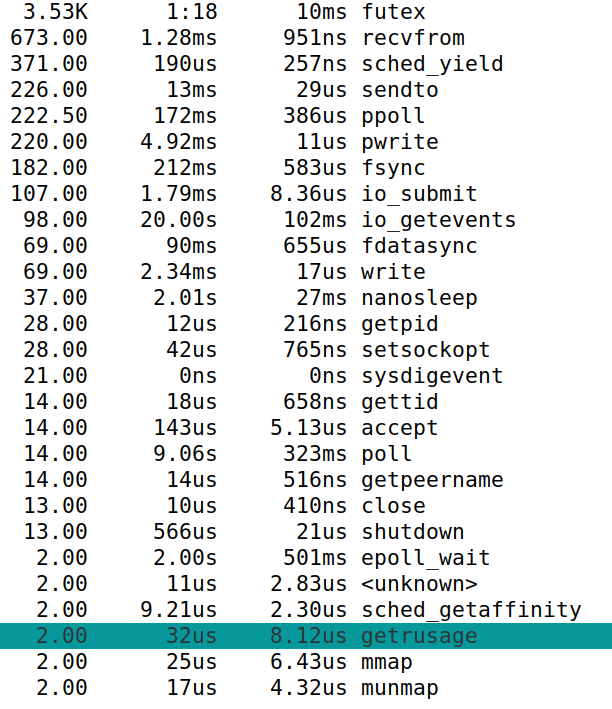 3.53K 1:18 10ms futex
673.00 1.28ms 951ns recvfrom
371.00 190us 257ns sched_yield
226.00 13ms 29us sendto
222.50 172ms 386us ppoll
220.00 4.92ms 11us pwrite
182.00 212ms 583us fsync
107.00 1.79ms 8.36us io_submit
98.00 20.00s 102ms io_getevents
69.00 90ms 655us fdatasync
69.00 2.34ms 17us write
37.00 2.01s 27ms nanosleep
28.00 12us 216ns getpid
28.00 42us 765ns setsockopt
21.00 0ns 0ns sysdigevent
14.00 18us 658ns gettid
14.00 143us 5.13us accept
14.00 9.06s 323ms poll
14.00 14us 516ns getpeername
13.00 10us 410ns close
13.00 566us 21us shutdown
2.00 2.00s 501ms epoll_wait
2.00 11us 2.83us <unknown>
2.00 9.21us 2.30us sched_getaffinity
2.00 32us 8.12us getrusage
2.00 25us 6.43us mmap
2.00 17us 4.32us munmap